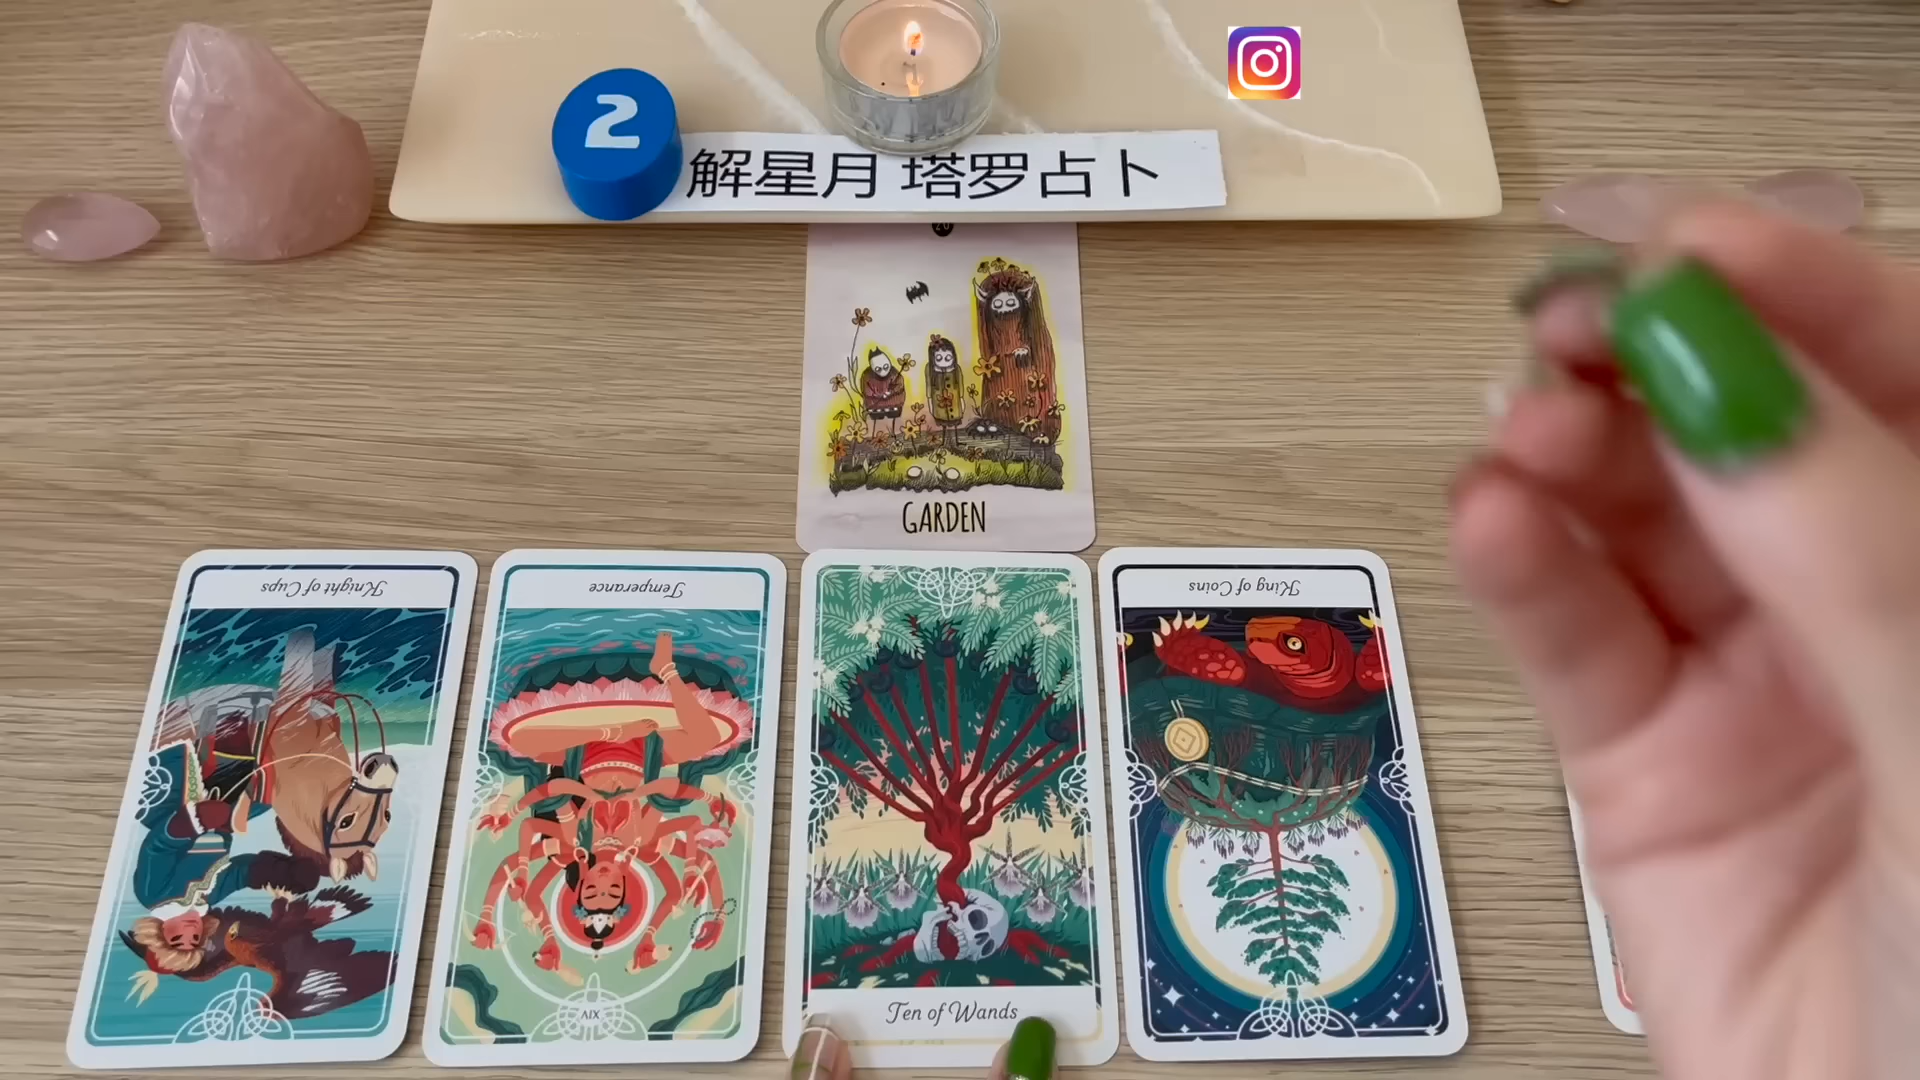 2
解星月 塔罗占卜
20
GARDEN
Knight of Cups
Temperance
King of Coins
XIV
Ten of Wands